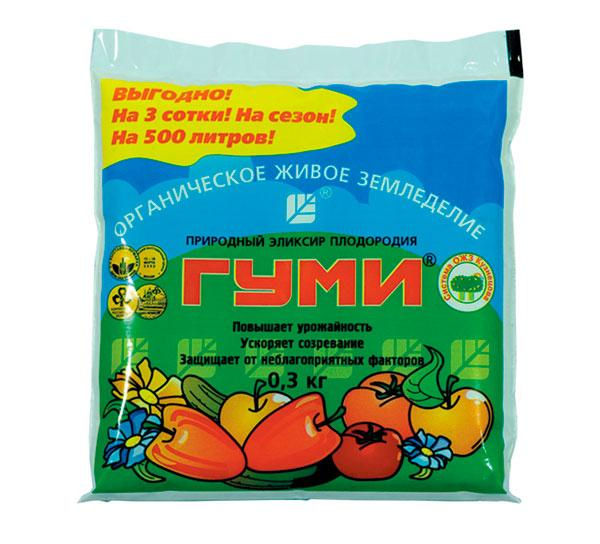 ВЫГОДНО!
На 3 сотки! На сезон!
На 500 литров!
ОРГАНИЧЕСКОЕ ЖИВОЕ ЗЕМЛЕДЕЛИЕ
®
ПРИРОДНЫЙ ЭЛИКСИР ПЛОДОРОДИЯ
ГУМИ®
Система ОЖЗ Кузнецова
Повышает урожайность
Ускоряет созревание
Защищает от неблагоприятных факторов
0,3 кг